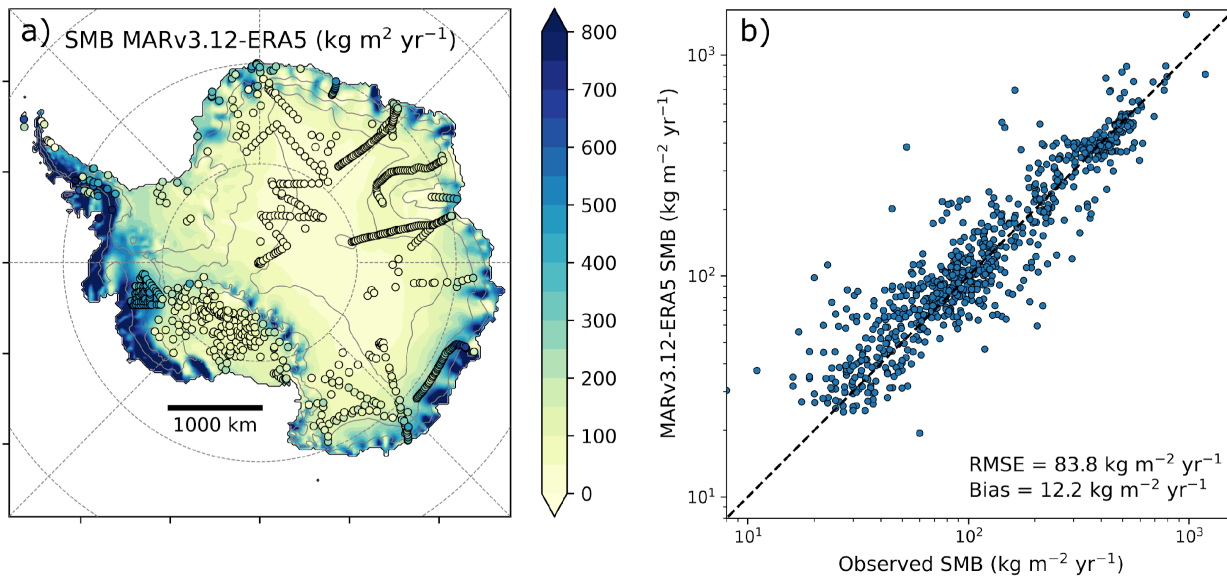 a)
SMB MARv3.12-ERA5 (kg m² yr⁻¹)
1000 km
800
700
600
500
400
300
200
100
0
b)
MARv3.12-ERA5 SMB (kg m⁻² yr⁻¹)
10³
10²
10¹
RMSE = 83.8 kg m⁻² yr⁻¹
Bias = 12.2 kg m⁻² yr⁻¹
10¹
10²
10³
Observed SMB (kg m⁻² yr⁻¹)